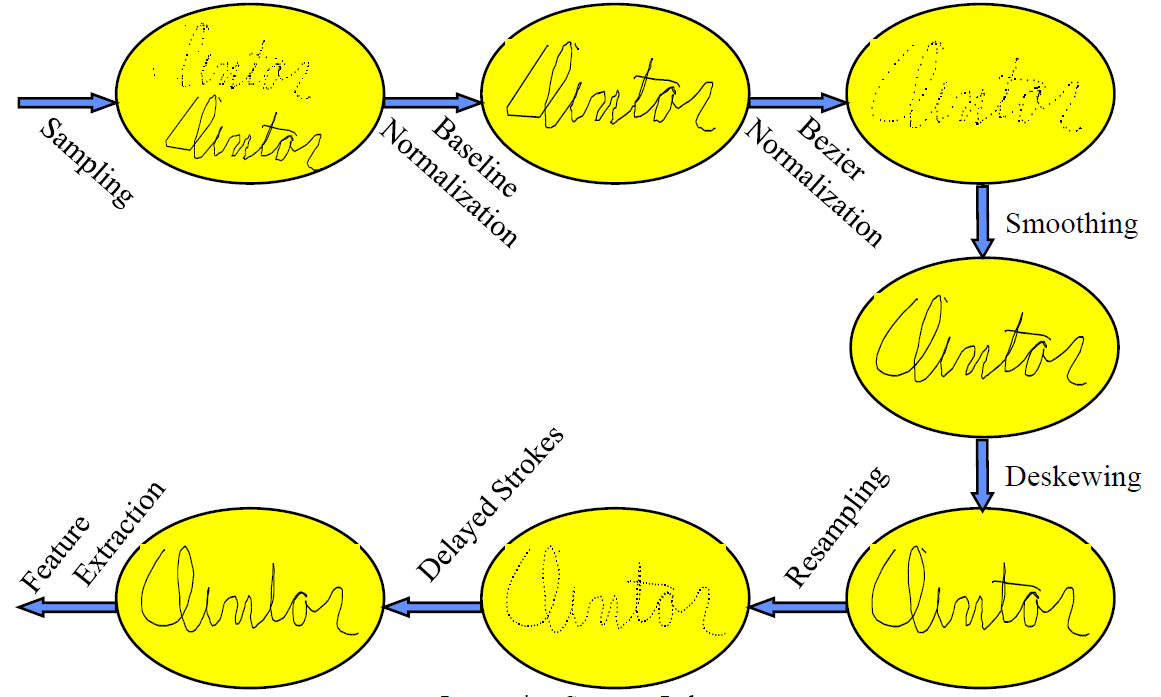 Sampling
Clinton
Clinton
Baseline
Normalization
Clinton
Bezier
Normalization
Clinton
Smoothing
Clinton
Deskewing
Clinton
Resampling
Clinton
Delayed Strokes
Clinton
Feature
Extraction